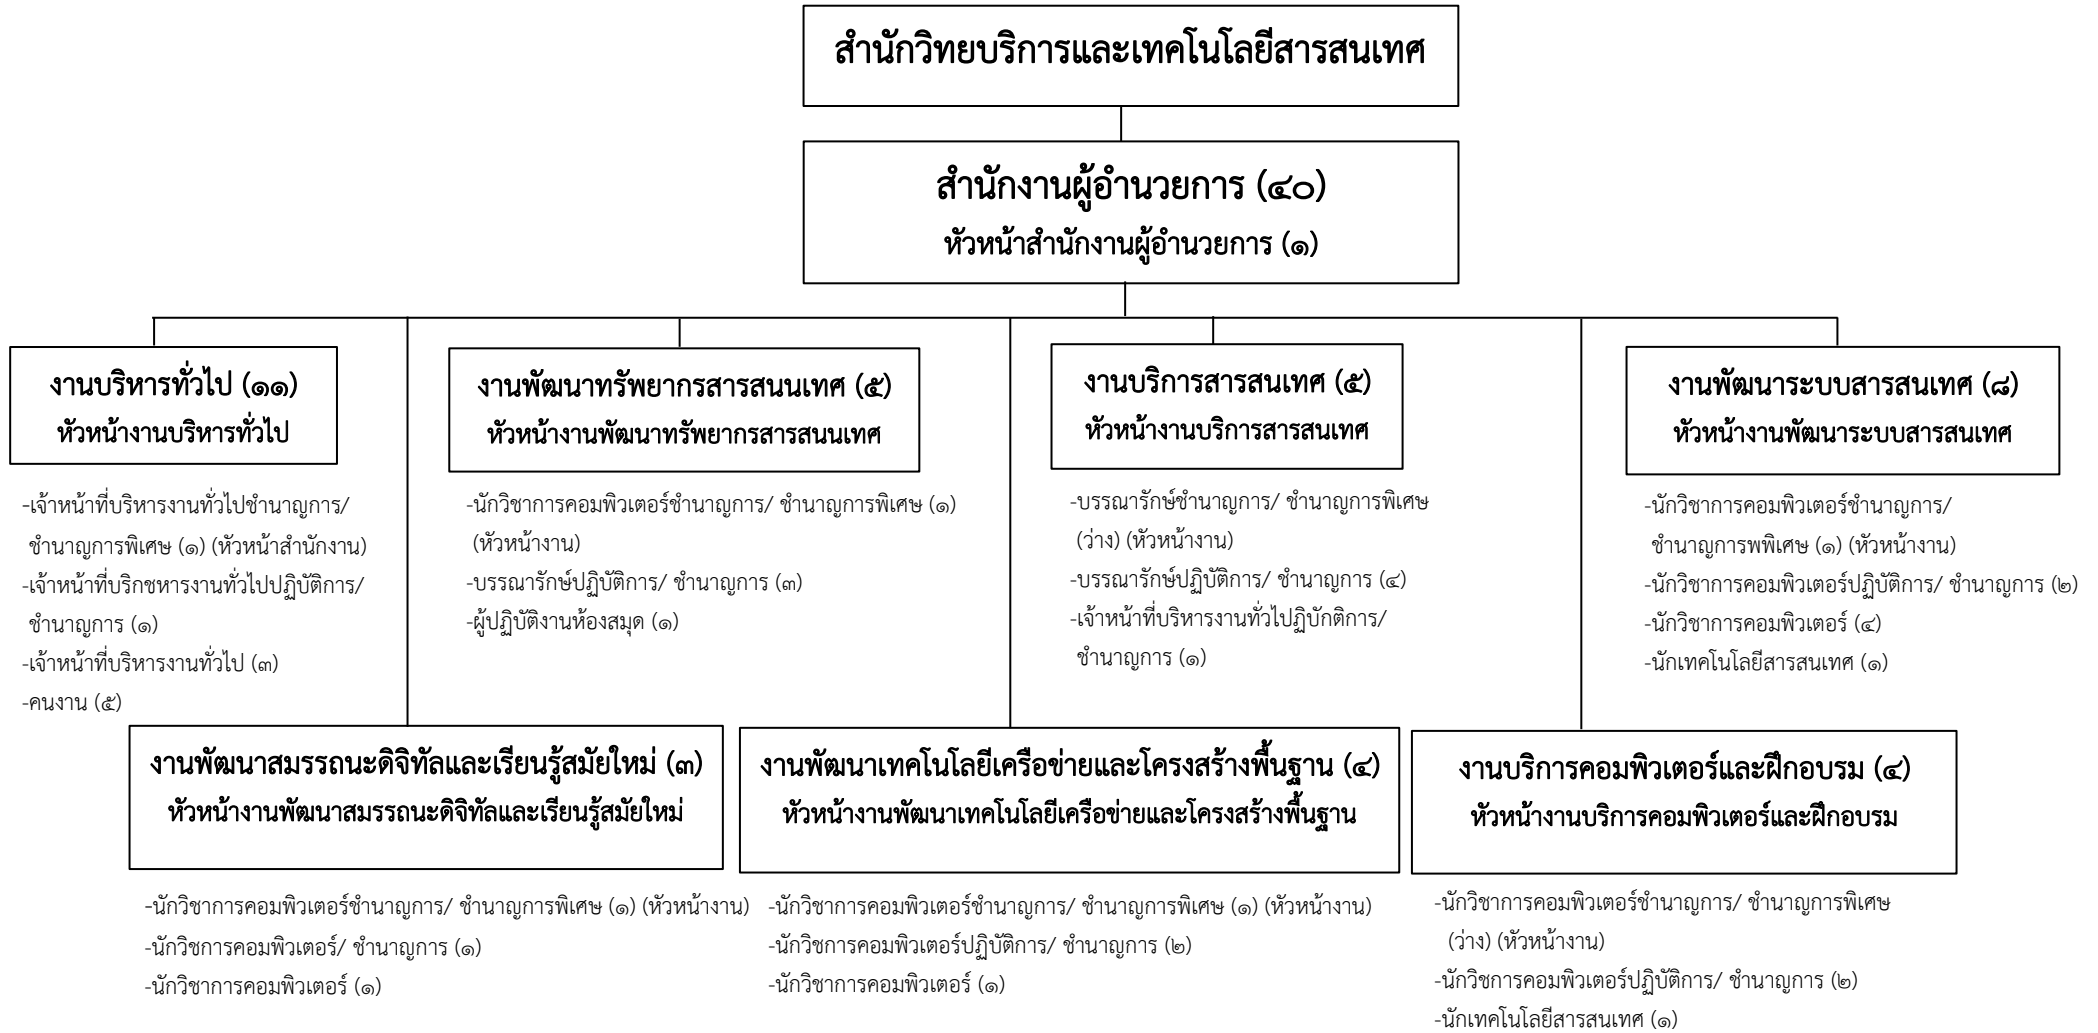 สำนักวิทยบริการและเทคโนโลยีสารสนเทศ
สำนักงานผู้อำนวยการ (๔๐)
หัวหน้าสำนักงานผู้อำนวยการ (๑)
งานบริหารทั่วไป (๑๑)
หัวหน้างานบริหารทั่วไป
-เจ้าหน้าที่บริหารงานทั่วไปชำนาญการ/
ชำนาญการพิเศษ (๑) (หัวหน้าสำนักงาน)
-เจ้าหน้าที่บริกชหารงานทั่วไปปฏิบัติการ/
ชำนาญการ (๑)
-เจ้าหน้าที่บริหารงานทั่วไป (๓)
-คนงาน (๕)
งานพัฒนาทรัพยากรสารสนนเทศ (๕)
หัวหน้างานพัฒนาทรัพยากรสารสนนเทศ
-นักวิชาการคอมพิวเตอร์ชำนาญการ/ ชำนาญการพิเศษ (๑)
(หัวหน้างาน)
-บรรณารักษ์ปฏิบัติการ/ ชำนาญการ (๓)
-ผู้ปฏิบัติงานห้องสมุด (๑)
งานบริการสารสนเทศ (๕)
หัวหน้างานบริการสารสนเทศ
-บรรณารักษ์ชำนาญการ/ ชำนาญการพิเศษ
(ว่าง) (หัวหน้างาน)
-บรรณารักษ์ปฏิบัติการ/ ชำนาญการ (๔)
-เจ้าหน้าที่บริหารงานทั่วไปฏิบักติการ/
ชำนาญการ (๑)
งานพัฒนาระบบสารสนเทศ (๘)
หัวหน้างานพัฒนาระบบสารสนเทศ
-นักวิชาการคอมพิวเตอร์ชำนาญการ/
ชำนาญการพพิเศษ (๑) (หัวหน้างาน)
-นักวิชาการคอมพิวเตอร์ปฏิบัติการ/ ชำนาญการ (๒)
-นักวิชาการคอมพิวเตอร์ (๔)
-นักเทคโนโลยีสารสนเทศ (๑)
งานพัฒนาสมรรถนะดิจิทัลและเรียนรู้สมัยใหม่ (๓)
หัวหน้างานพัฒนาสมรรถนะดิจิทัลและเรียนรู้สมัยใหม่
-นักวิชาการคอมพิวเตอร์ชำนาญการ/ ชำนาญการพิเศษ (๑) (หัวหน้างาน)
-นักวิชการคอมพิวเตอร์/ ชำนาญการ (๑)
-นักวิชาการคอมพิวเตอร์ (๑)
งานพัฒนาเทคโนโลยีเครือข่ายและโครงสร้างพื้นฐาน (๔)
หัวหน้างานพัฒนาเทคโนโลยีเครือข่ายและโครงสร้างพื้นฐาน
-นักวิชาการคอมพิวเตอร์ชำนาญการ/ ชำนาญการพิเศษ (๑) (หัวหน้างาน)
-นักวิชการคอมพิวเตอร์ปฏิบัติการ/ ชำนาญการ (๒)
-นักวิชาการคอมพิวเตอร์ (๑)
งานบริการคอมพิวเตอร์และฝึกอบรม (๔)
หัวหน้างานบริการคอมพิวเตอร์และฝึกอบรม
-นักวิชาการคอมพิวเตอร์ชำนาญการ/ ชำนาญการพิเศษ
(ว่าง) (หัวหน้างาน)
-นักวิชการคอมพิวเตอร์ปฏิบัติการ/ ชำนาญการ (๒)
-นักเทคโนโลยีสารสนเทศ (๑)